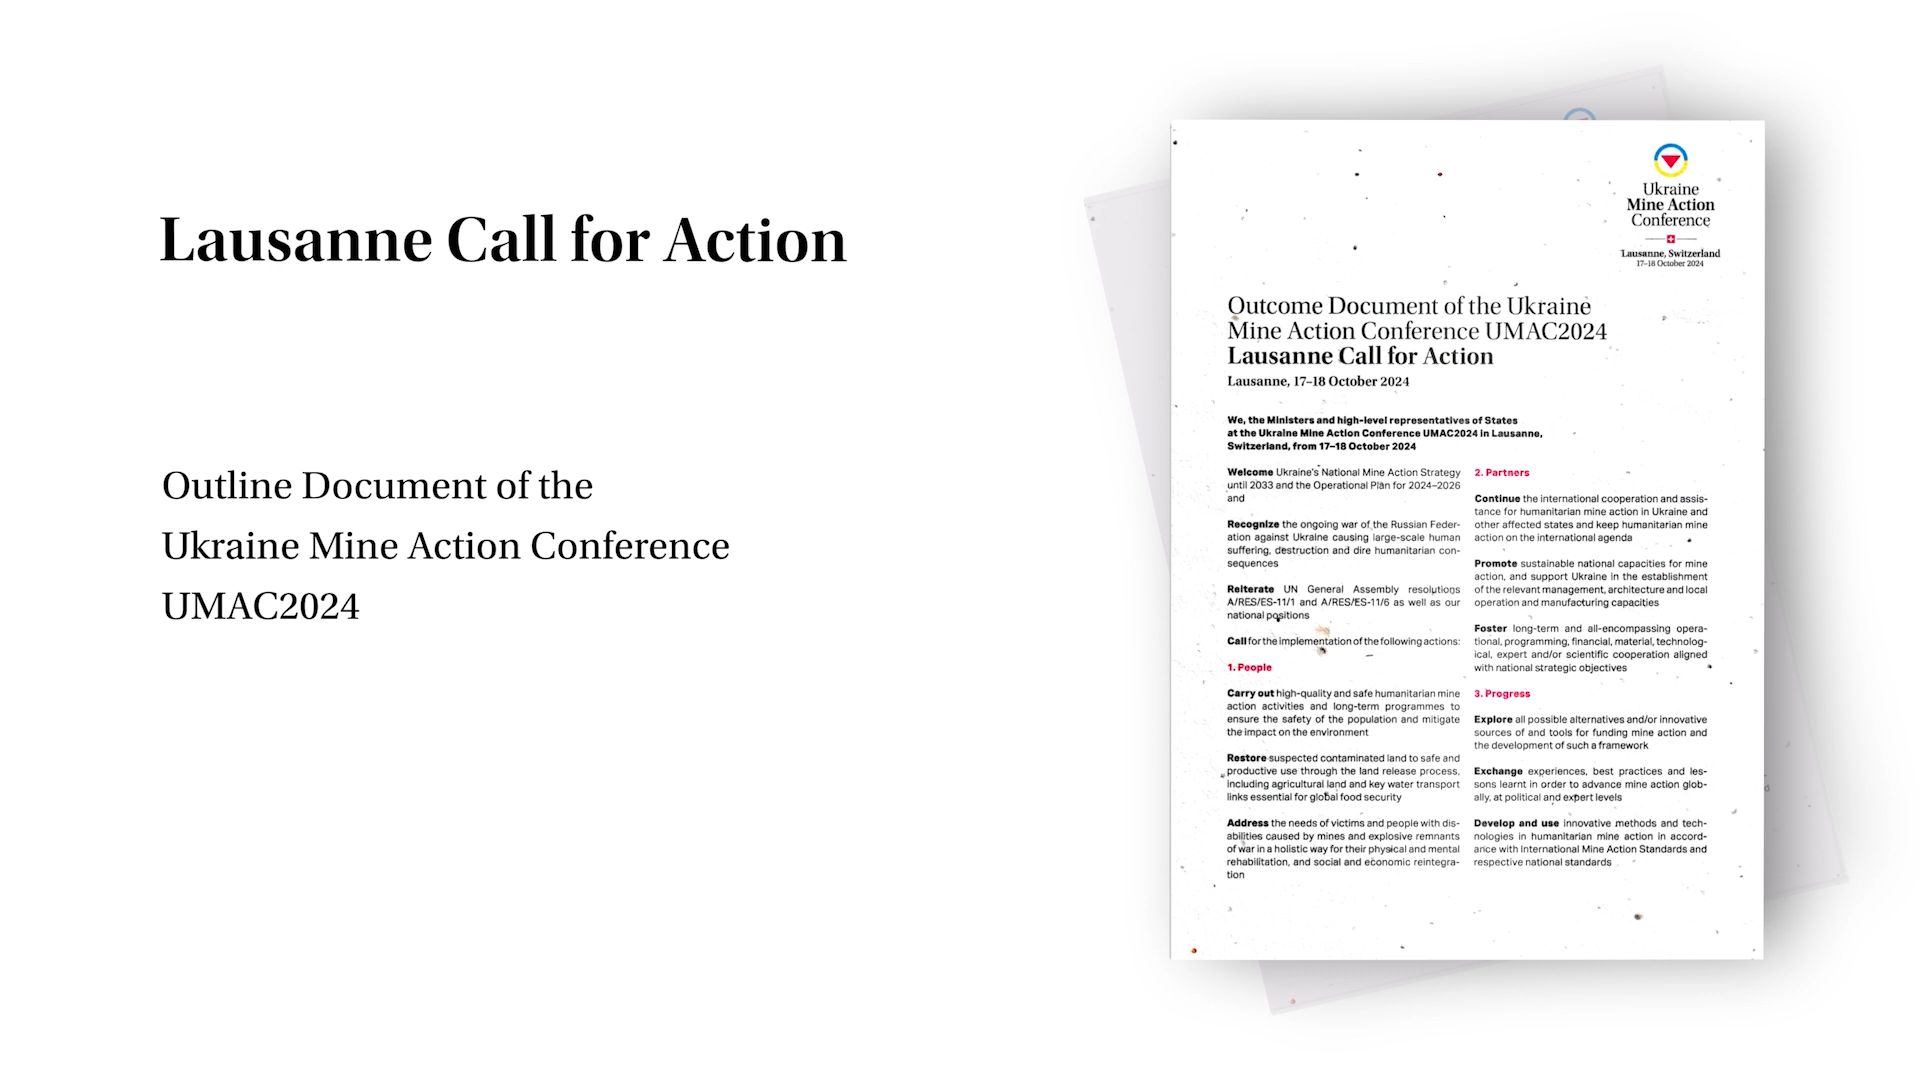 Lausanne Call for Action
Outline Document of the
Ukraine Mine Action Conference
UMAC2024
Ukraine
Mine Action
Conference
Lausanne, Switzerland
17–18 October 2024
Outcome Document of the Ukraine
Mine Action Conference UMAC2024
Lausanne Call for Action
Lausanne, 17–18 October 2024
We, the Ministers and high-level representatives of States
at the Ukraine Mine Action Conference UMAC2024 in Lausanne,
Switzerland, from 17–18 October 2024
Welcome Ukraine's National Mine Action Strategy
until 2033 and the Operational Plan for 2024–2026
and
Recognize the ongoing war of the Russian Feder-
ation against Ukraine causing large-scale human
suffering, destruction and dire humanitarian con-
sequences
Reiterate UN General Assembly resolutions
A/RES/ES-11/1 and A/RES/ES-11/6 as well as our
national positions
Call for the implementation of the following actions:
1. People
Carry out high-quality and safe humanitarian mine
action activities and long-term programmes to
ensure the safety of the population and mitigate
the impact on the environment
Restore suspected contaminated land to safe and
productive use through the land release process,
including agricultural land and key water transport
links essential for global food security
Address the needs of victims and people with dis-
abilities caused by mines and explosive remnants
of war in a holistic way for their physical and mental
rehabilitation, and social and economic reintegra-
tion
2. Partners
Continue the international cooperation and assis-
tance for humanitarian mine action in Ukraine and
other affected states and keep humanitarian mine
action on the international agenda
Promote sustainable national capacities for mine
action, and support Ukraine in the establishment
of the relevant management, architecture and local
operation and manufacturing capacities
Foster long-term and all-encompassing opera-
tional, programming, financial, material, technolog-
ical, expert and/or scientific cooperation aligned
with national strategic objectives
3. Progress
Explore all possible alternatives and/or innovative
sources of and tools for funding mine action and
the development of such a framework
Exchange experiences, best practices and les-
sons learnt in order to advance mine action glob-
ally, at political and expert levels
Develop and use innovative methods and tech-
nologies in humanitarian mine action in accord-
ance with International Mine Action Standards and
respective national standards